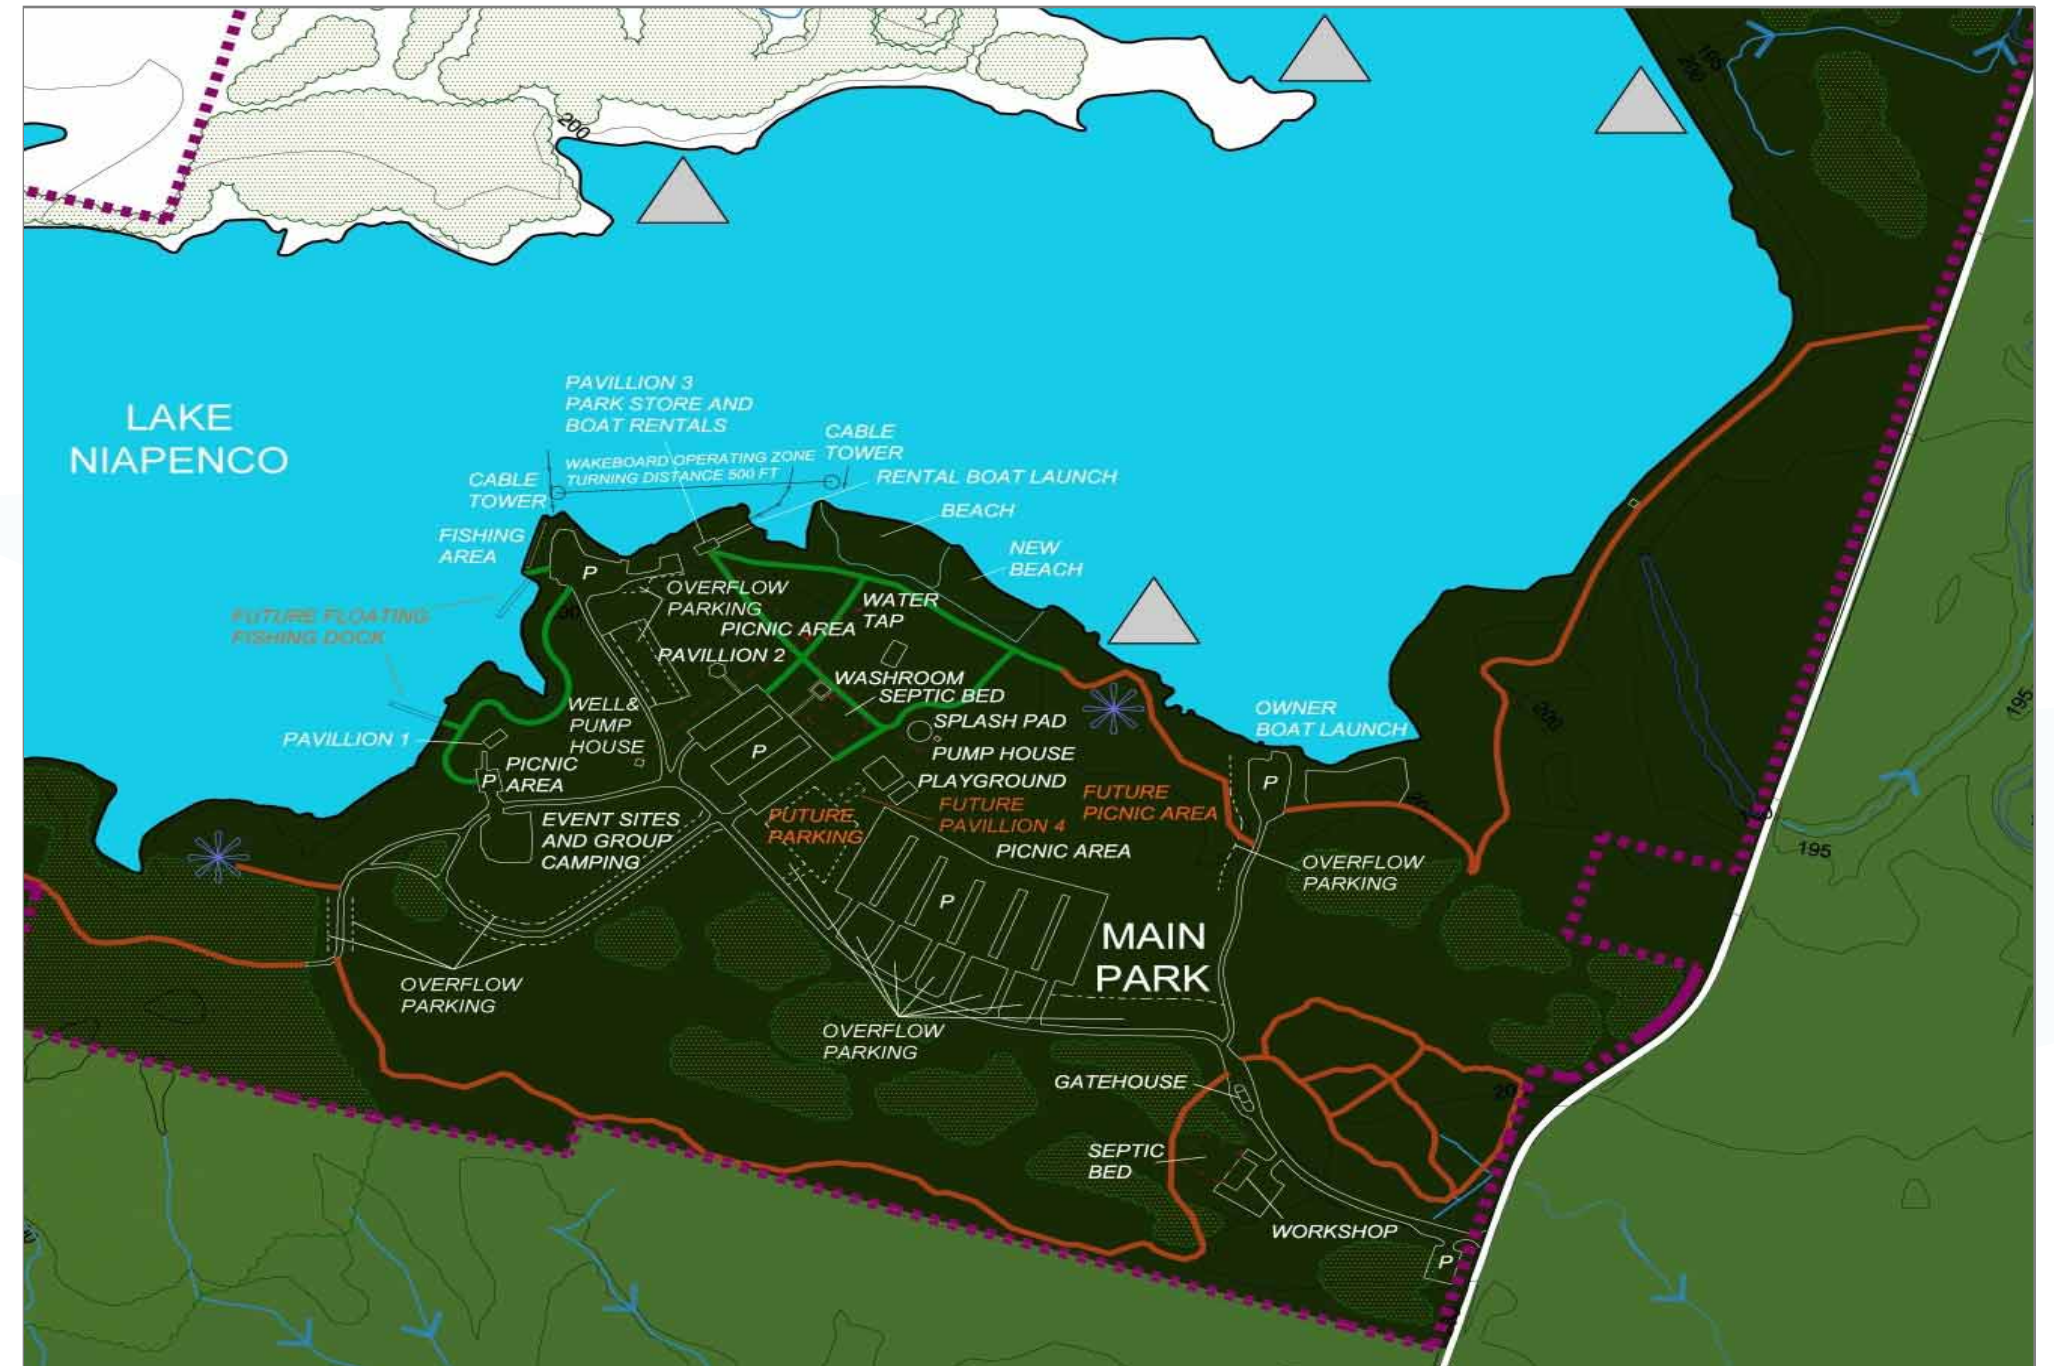 200
195
200
PAVILLION 3
PARK STORE AND
BOAT RENTALS
LAKE
NIAPENCO
CABLE
TOWER
WAKEBOARD OPERATING ZONE
TURNING DISTANCE 500 FT
CABLE
TOWER
RENTAL BOAT LAUNCH
BEACH
FISHING
AREA
NEW
BEACH
P
OVERFLOW
PARKING
WATER
TAP
FUTURE FLOATING
FISHING DOCK
PICNIC AREA
PAVILLION 2
WASHROOM
SEPTIC BED
WELL&
PUMP
HOUSE
SPLASH PAD
OWNER
BOAT LAUNCH
200
195
PAVILLION 1
P
PUMP HOUSE
PICNIC
AREA
P
PLAYGROUND
P
FUTURE
PICNIC AREA
FUTURE
PAVILLION 4
FUTURE
PARKING
EVENT SITES
AND GROUP
CAMPING
PICNIC AREA
195
OVERFLOW
PARKING
P
MAIN
PARK
OVERFLOW
PARKING
OVERFLOW
PARKING
GATEHOUSE
SEPTIC
BED
WORKSHOP
P